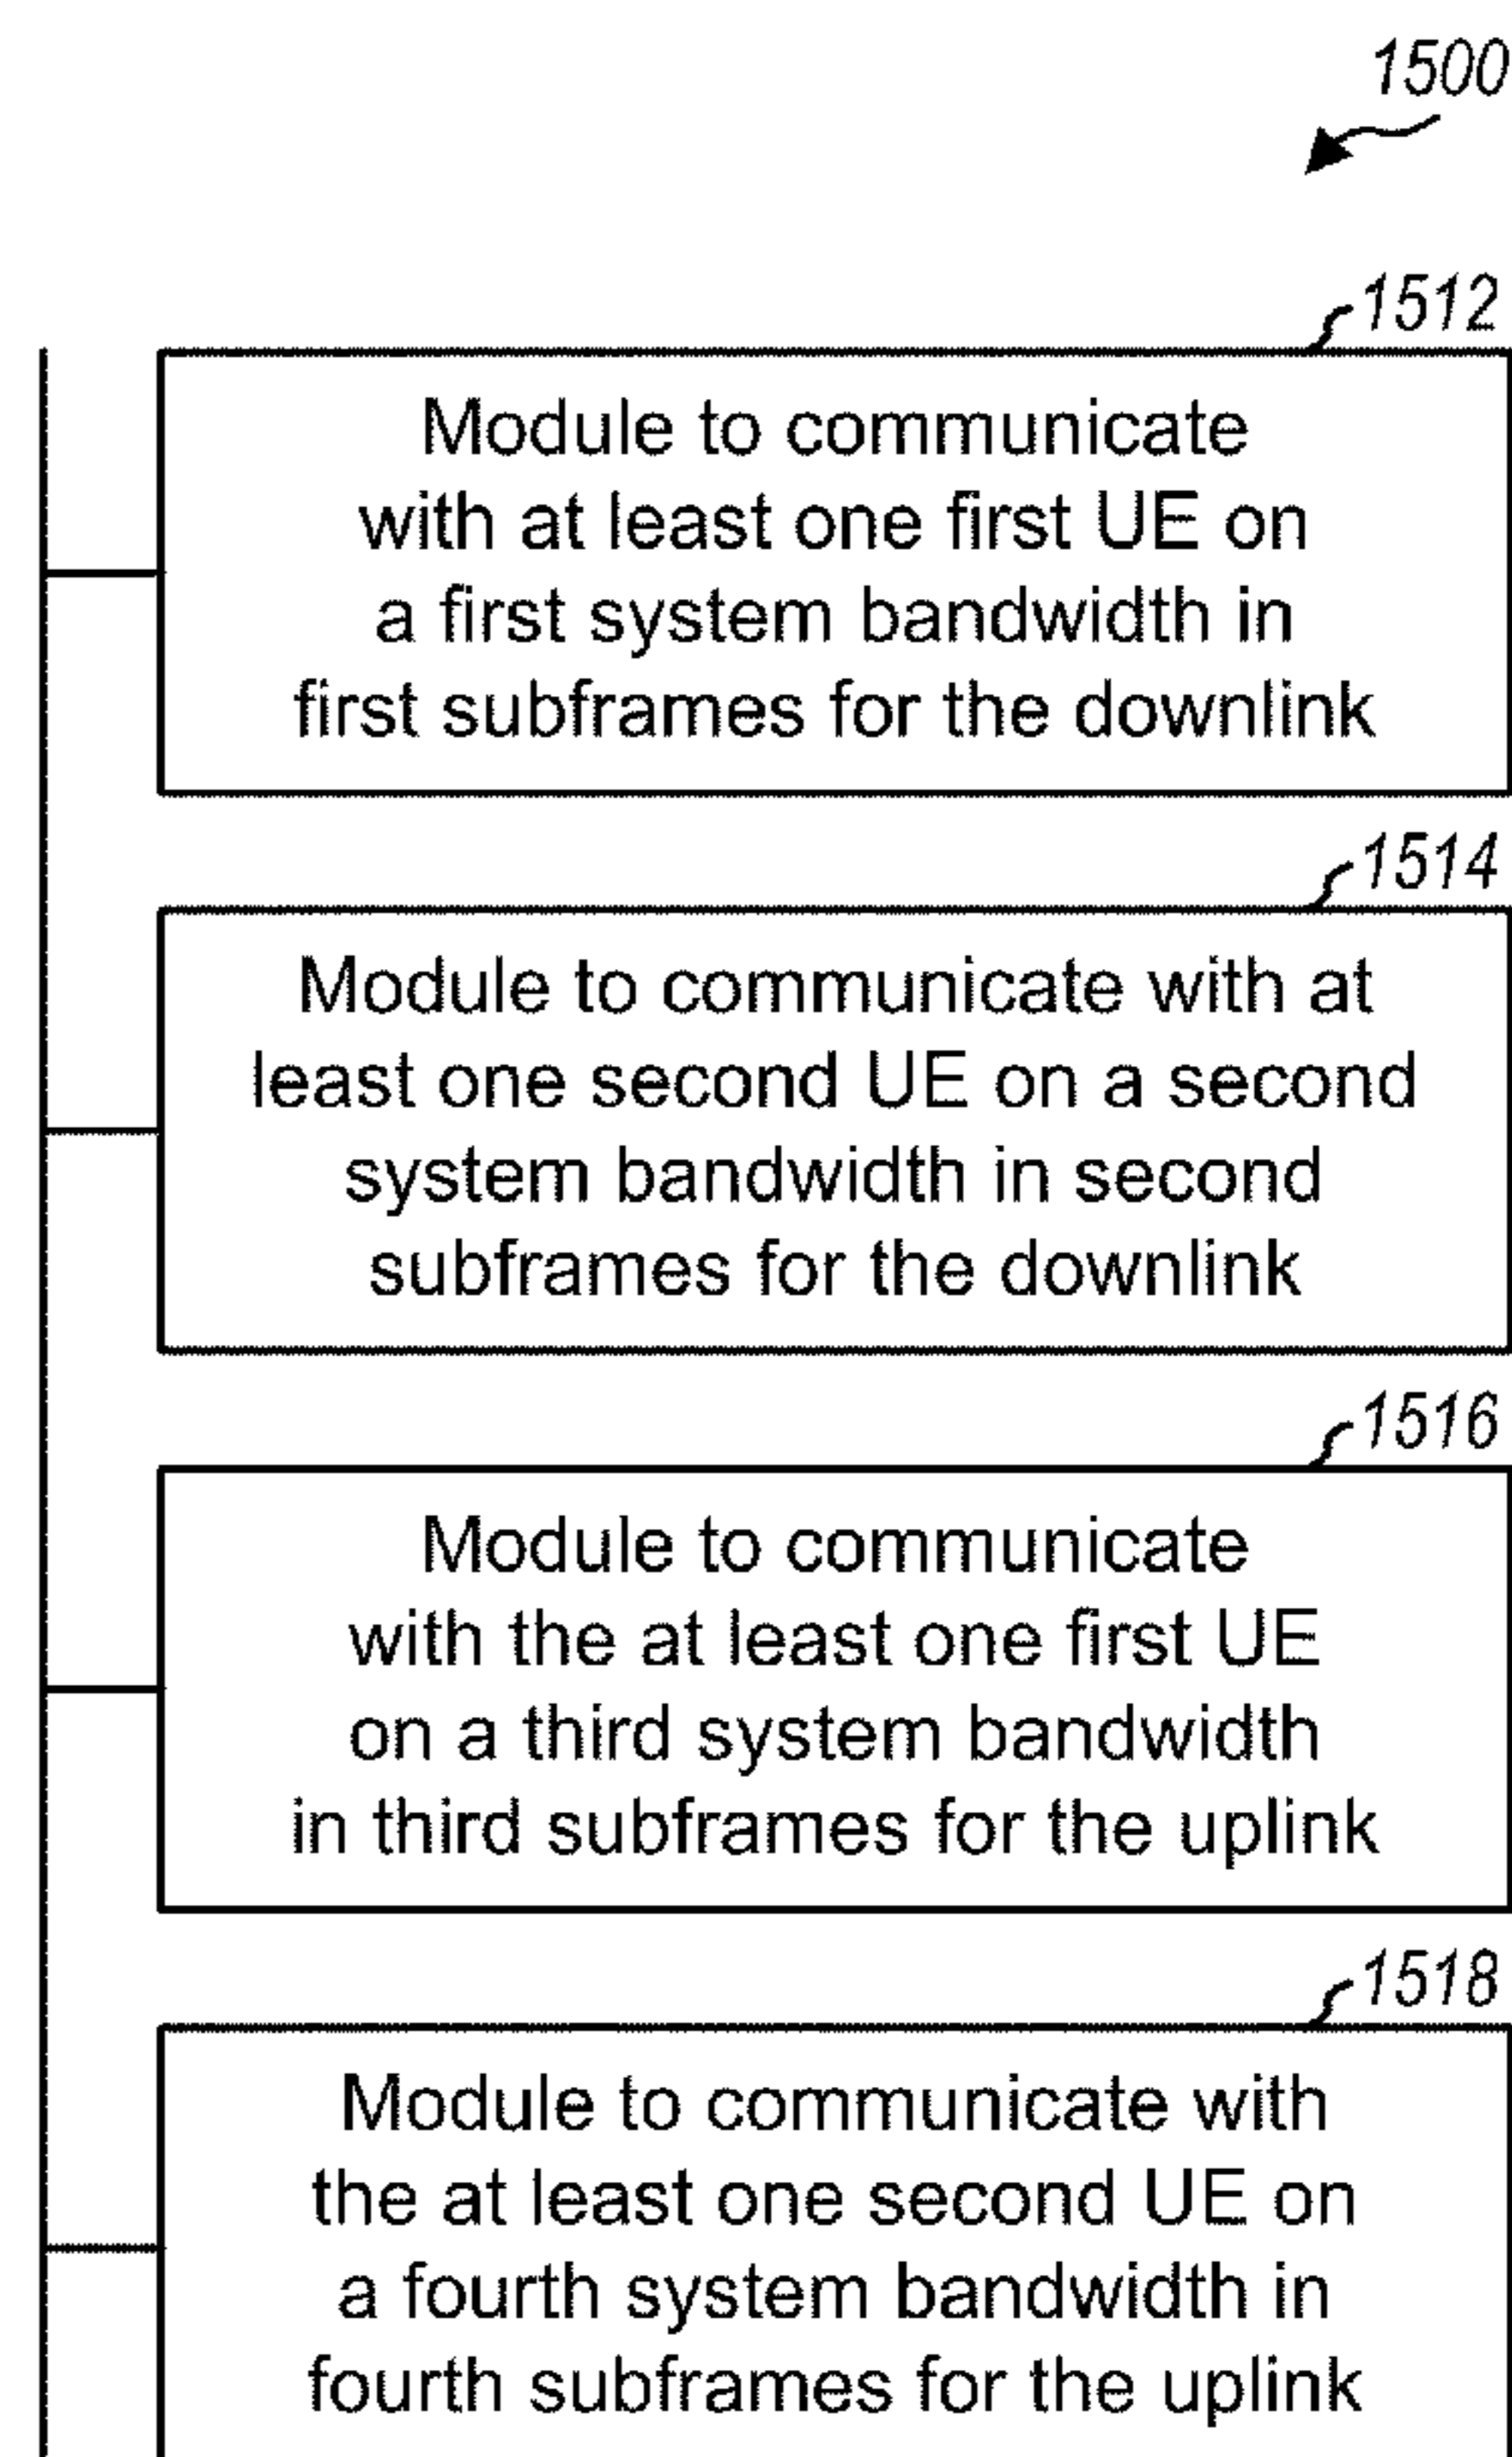 1500
1512
Module to communicate
with at least one first UE on
a first system bandwidth in
first subframes for the downlink
1514
Module to communicate with at
least one second UE on a second
system bandwidth in second
subframes for the downlink
1516
Module to communicate
with the at least one first UE
on a third system bandwidth
in third subframes for the uplink
1518
Module to communicate with
the at least one second UE on
a fourth system bandwidth in
fourth subframes for the uplink